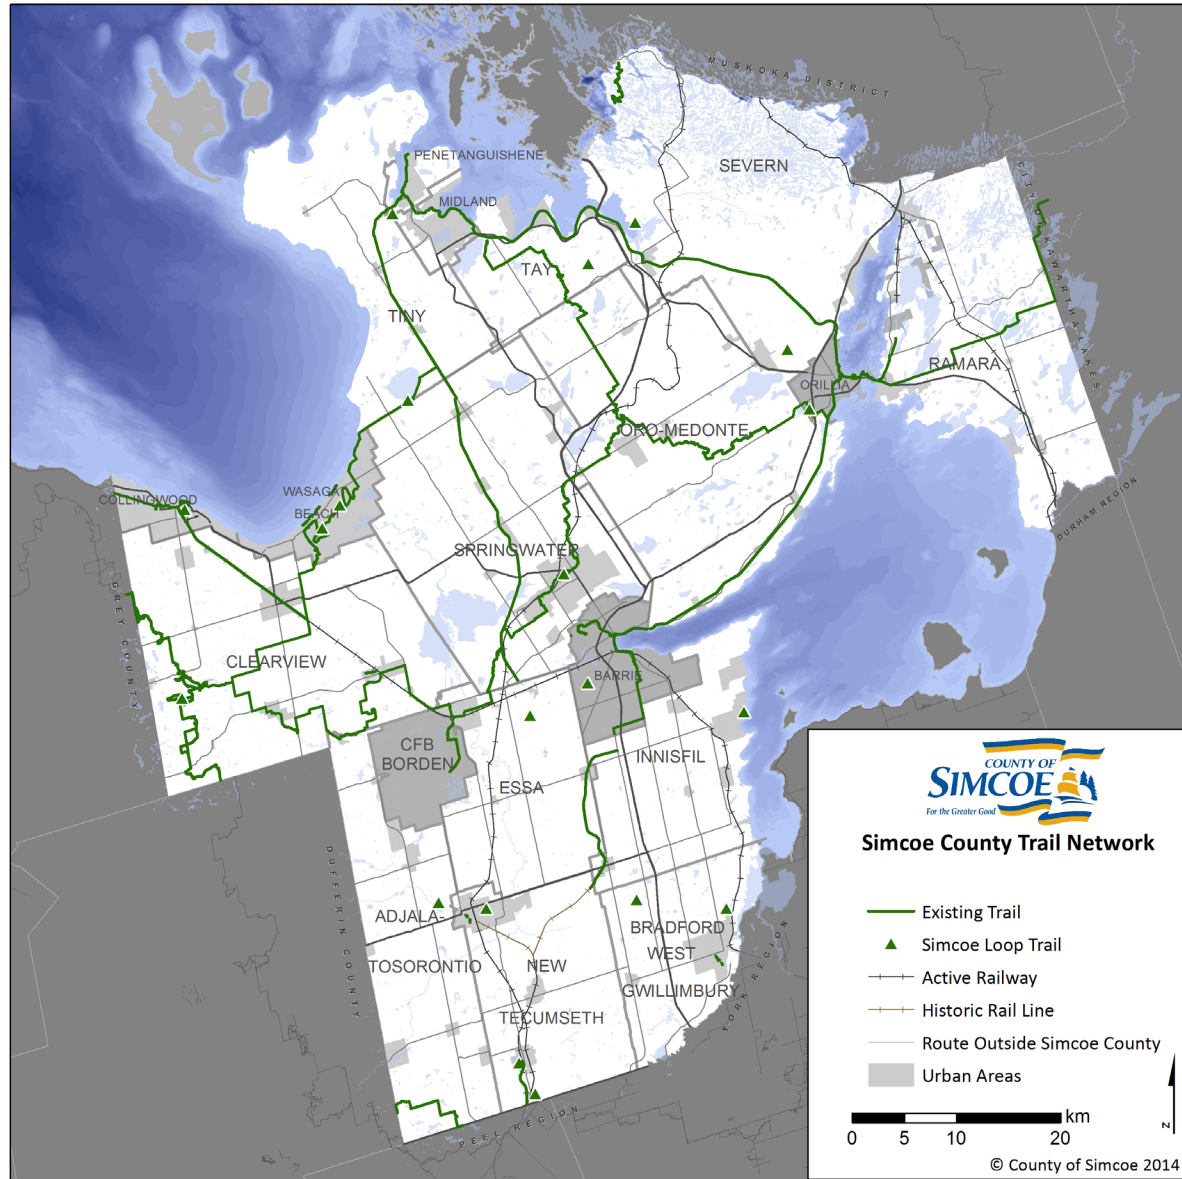 MUSKOKA DISTRICT
PENETANGUISHENE
SEVERN
MIDLAND
CITY OF KAWARTHA LAKES
TAY
TINY
RAMARA
ORILLIA
ORO-MEDONTE
COLLINGWOOD
WASAGA
BEACH
DURHAM REGION
SPRINGWATER
GREY COUNTY
CLEARVIEW
BARRIE
CFB
BORDEN
INNISFIL
ESSA
DUFFERIN COUNTY
ADJALA-
TOSORONTIO
NEW
TECUMSETH
BRADFORD
WEST
GWILLIMBURY
YORK REGION
PEEL REGION
COUNTY OF
SIMCOE
For the Greater Good
Simcoe County Trail Network
Existing Trail
Simcoe Loop Trail
Active Railway
Historic Rail Line
Route Outside Simcoe County
Urban Areas
km
0 5 10 20
N
© County of Simcoe 2014